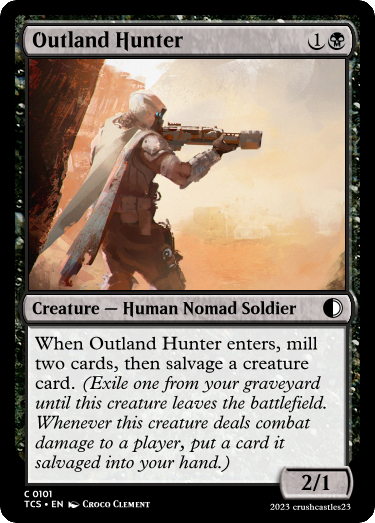 Outland Hunter 1
Creature — Human Nomad Soldier
When Outland Hunter enters, mill
two cards, then salvage a creature
card. (Exile one from your graveyard
until this creature leaves the battlefield.
Whenever this creature deals combat
damage to a player, put a card it
salvaged into your hand.)
2/1
C 0101
TCS • EN Croco Clement
2023 crushcastles23